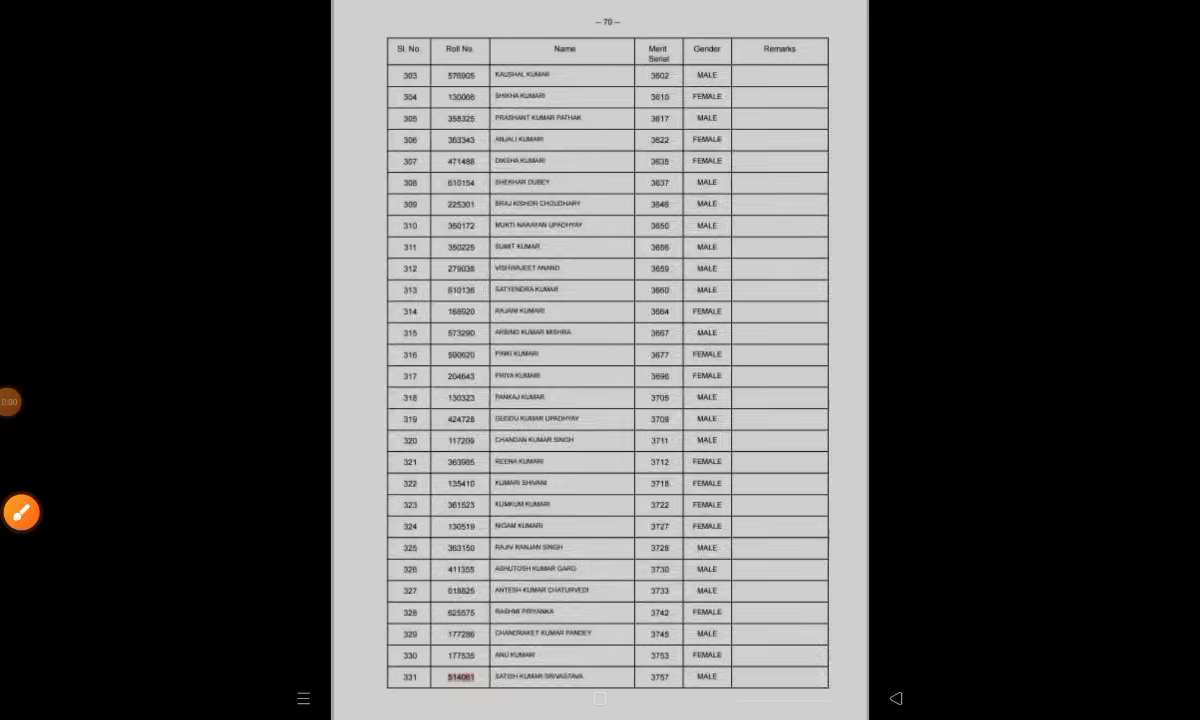 – 70 –
Sl. No. Roll No. Name Merit Serial Gender Remarks
303 576905 KAUSHAL KUMAR 3602 MALE
304 130066 SHIKHA KUMARI 3610 FEMALE
305 358325 PRASHANT KUMAR PATHAK 3617 MALE
306 363343 ANJALI KUMARI 3622 FEMALE
307 471488 DIKSHA KUMARI 3635 FEMALE
308 610154 SHEKHAR DUBEY 3637 MALE
309 225301 BRAJ KISHOR CHOUDHARY 3646 MALE
310 360172 MUKTI NARAYAN UPADHYAY 3650 MALE
311 350225 SUMIT KUMAR 3656 MALE
312 279036 VISHWAJEET ANAND 3659 MALE
313 610136 SATYENDRA KUMAR 3660 MALE
314 168920 RAJANI KUMARI 3664 FEMALE
315 573290 ARBIND KUMAR MISHRA 3667 MALE
316 590620 PINKI KUMARI 3677 FEMALE
317 204643 PRIYA KUMARI 3696 FEMALE
318 130323 PANKAJ KUMAR 3705 MALE
319 424728 GUDDU KUMAR UPADHYAY 3709 MALE
320 117209 CHANDAN KUMAR SINGH 3711 MALE
321 363985 REENA KUMARI 3712 FEMALE
322 135410 KUMARI SHIVANI 3718 FEMALE
323 361523 KUMKUM KUMARI 3722 FEMALE
324 130519 NIGAM KUMARI 3727 FEMALE
325 363150 RAJIV RANJAN SINGH 3728 MALE
326 411355 ASHUTOSH KUMAR GARG 3730 MALE
327 618825 ANTESH KUMAR CHATURVEDI 3733 MALE
328 625575 RASHMI PRIYANKA 3742 FEMALE
329 177286 CHANDRAKET KUMAR PANDEY 3745 MALE
330 177535 ANU KUMARI 3753 FEMALE
331 514061 SATISH KUMAR SRIVASTAVA 3757 MALE
0:00